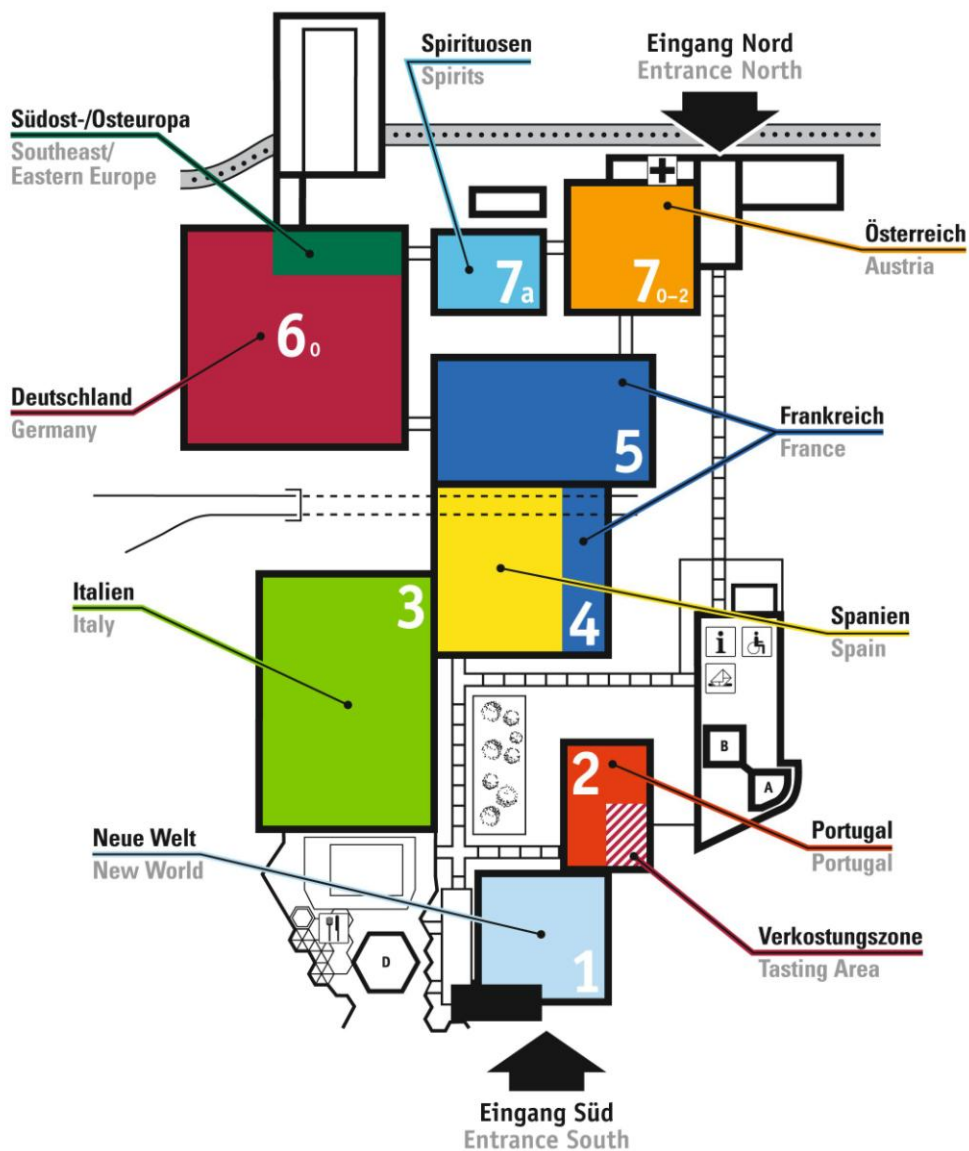 Spirituosen
Spirits
Eingang Nord
Entrance North
Südost-/Osteuropa
Southeast/
Eastern Europe
Österreich
Austria
7a
70–2
60
Deutschland
Germany
Frankreich
France
5
Italien
Italy
3
4
Spanien
Spain
i
B
A
2
Neue Welt
New World
Portugal
Portugal
Verkostungszone
Tasting Area
D
1
Eingang Süd
Entrance South